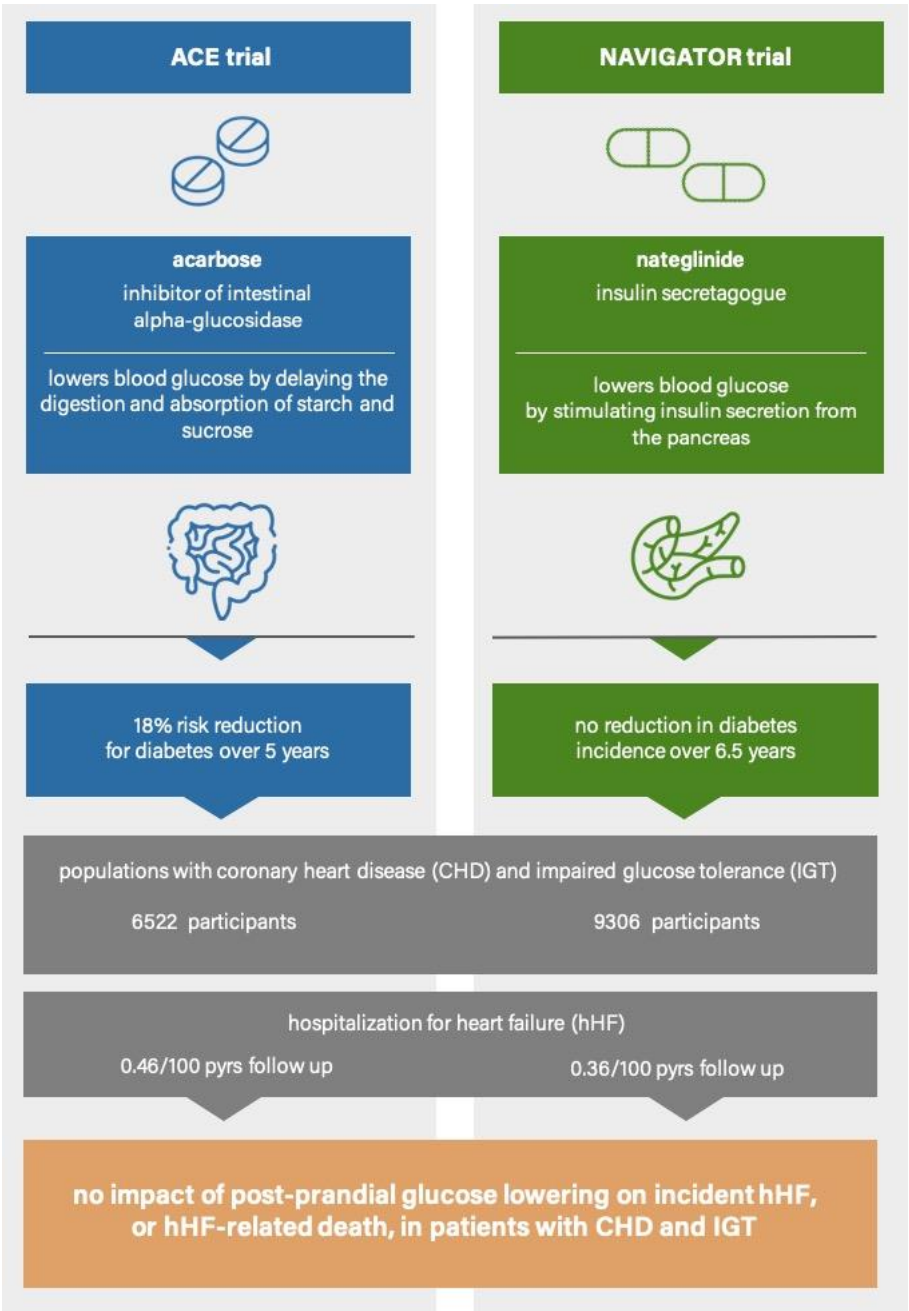 ACE trial
acarbose
inhibitor of intestinal
alpha-glucosidase
lowers blood glucose by delaying the
digestion and absorption of starch and
sucrose
18% risk reduction
for diabetes over 5 years
NAVIGATOR trial
nateglinide
insulin secretagogue
lowers blood glucose
by stimulating insulin secretion from
the pancreas
no reduction in diabetes
incidence over 6.5 years
populations with coronary heart disease (CHD) and impaired glucose tolerance (IGT)
6522 participants
9306 participants
hospitalization for heart failure (hHF)
0.46/100 pyrs follow up
0.36/100 pyrs follow up
no impact of post-prandial glucose lowering on incident hHF,
or hHF-related death, in patients with CHD and IGT